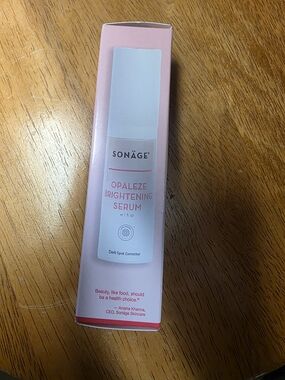 SONÄGE®
OPALEZE
BRIGHTENING
SERUM
Dark Spot Corrector
"Beauty, like food, should
be a health choice."
CEO, Sonäge Skincare